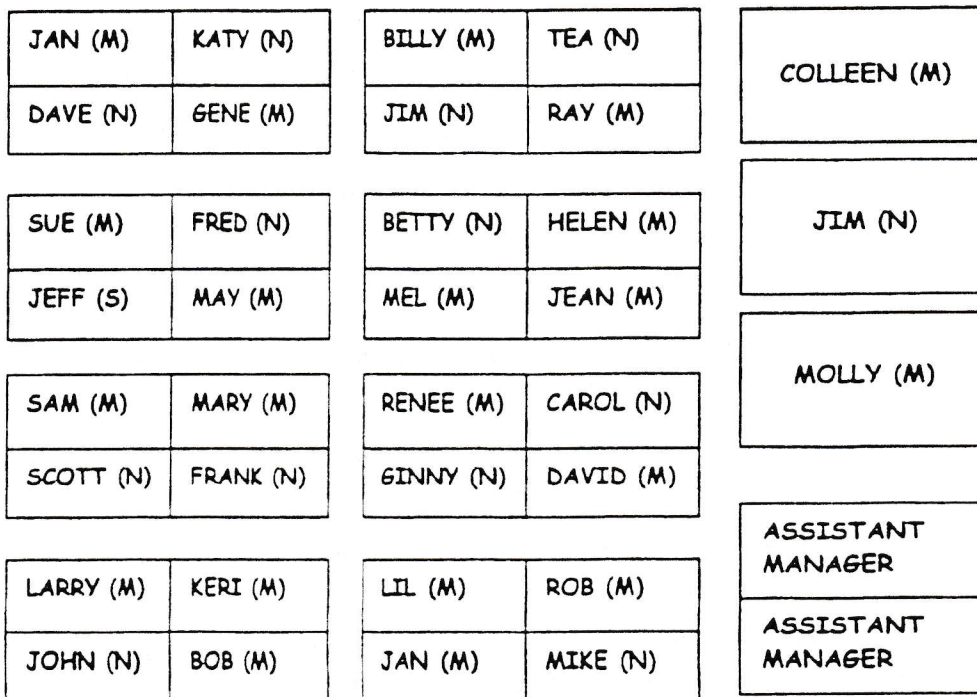 JAN (M) KATY (N)
DAVE (N) GENE (M)
BILLY (M) TEA (N)
JIM (N) RAY (M)
COLLEEN (M)
SUE (M) FRED (N)
JEFF (S) MAY (M)
BETTY (N) HELEN (M)
MEL (M) JEAN (M)
JIM (N)
SAM (M) MARY (M)
SCOTT (N) FRANK (N)
RENEE (M) CAROL (N)
GINNY (N) DAVID (M)
MOLLY (M)
LARRY (M) KERI (M)
JOHN (N) BOB (M)
LIL (M) ROB (M)
JAN (M) MIKE (N)
ASSISTANT
MANAGER
ASSISTANT
MANAGER